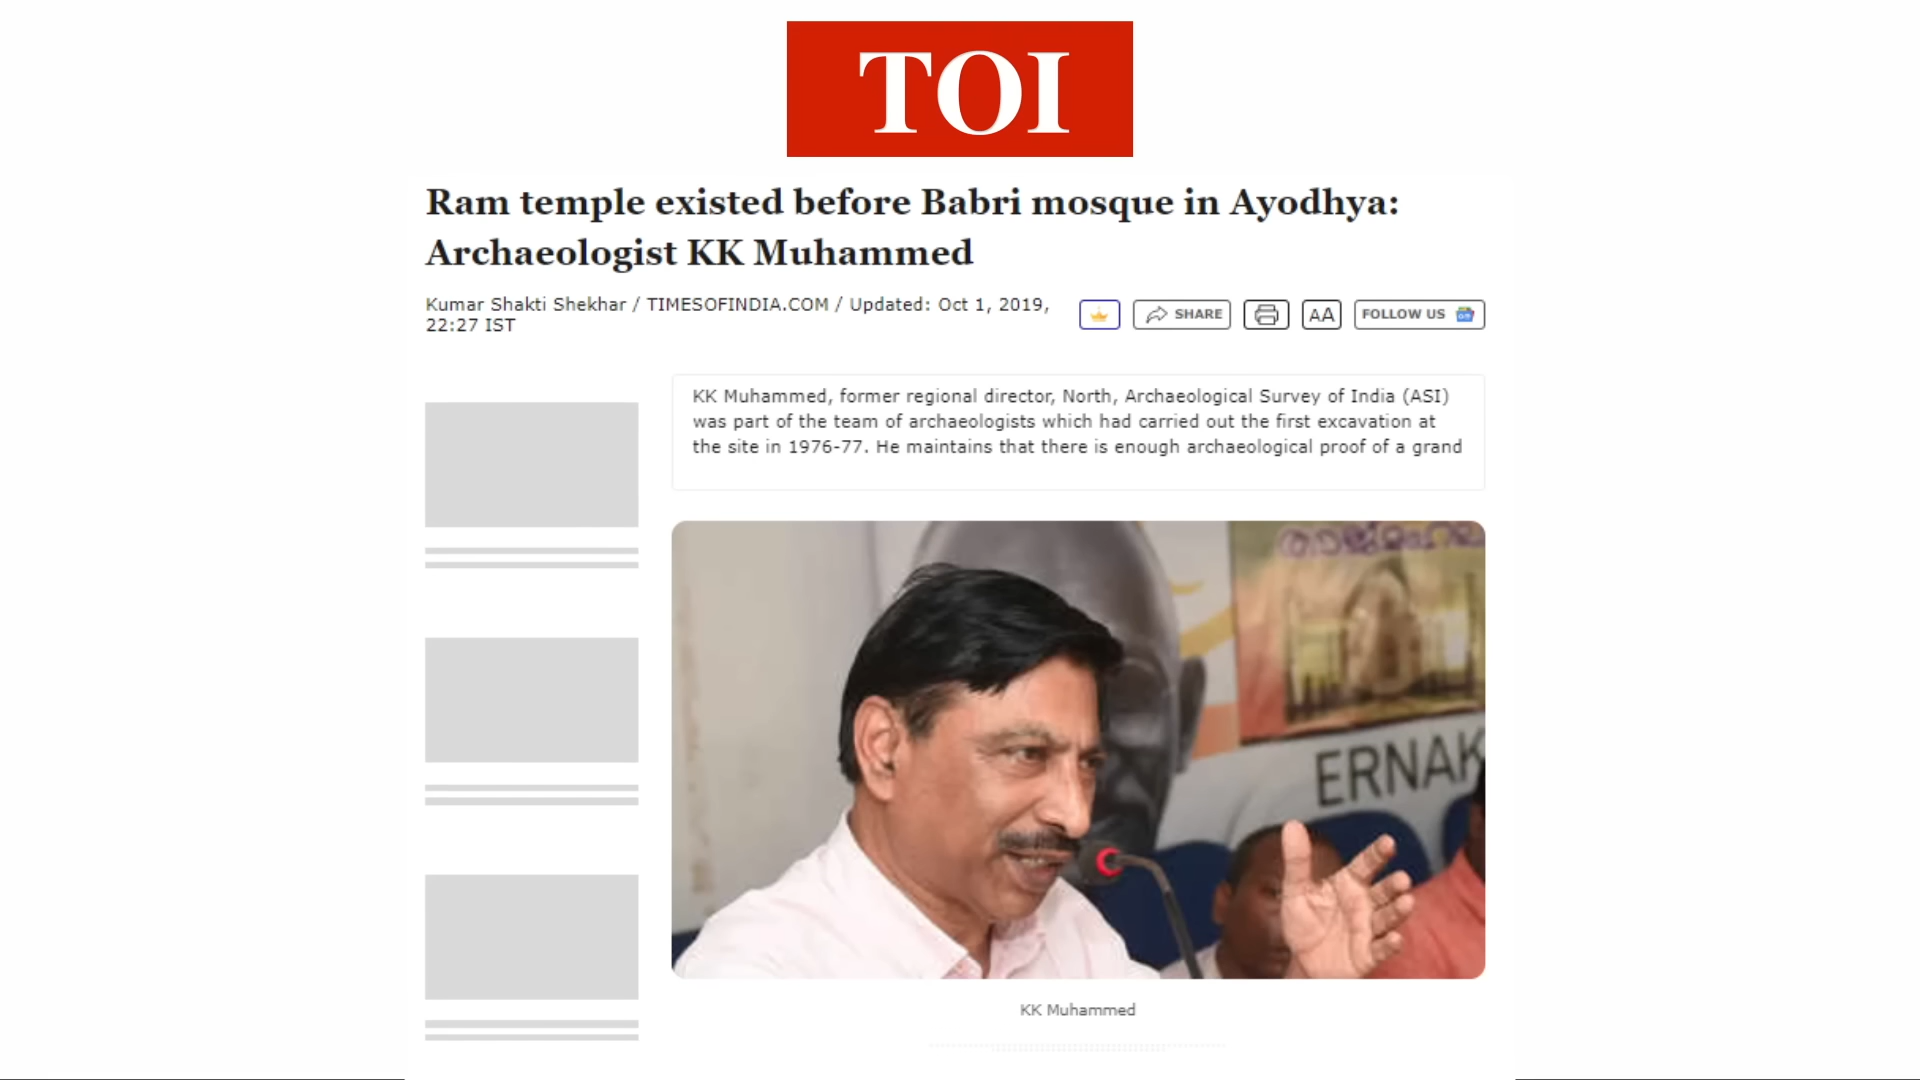 TOI
Ram temple existed before Babri mosque in Ayodhya:
Archaeologist KK Muhammed
Kumar Shakti Shekhar / TIMESOFINDIA.COM / Updated: Oct 1, 2019,
22:27 IST
SHARE
AA
FOLLOW US
KK Muhammed, former regional director, North, Archaeological Survey of India (ASI)
was part of the team of archaeologists which had carried out the first excavation at
the site in 1976-77. He maintains that there is enough archaeological proof of a grand
താജ്മഹല
ERNAK
KK Muhammed